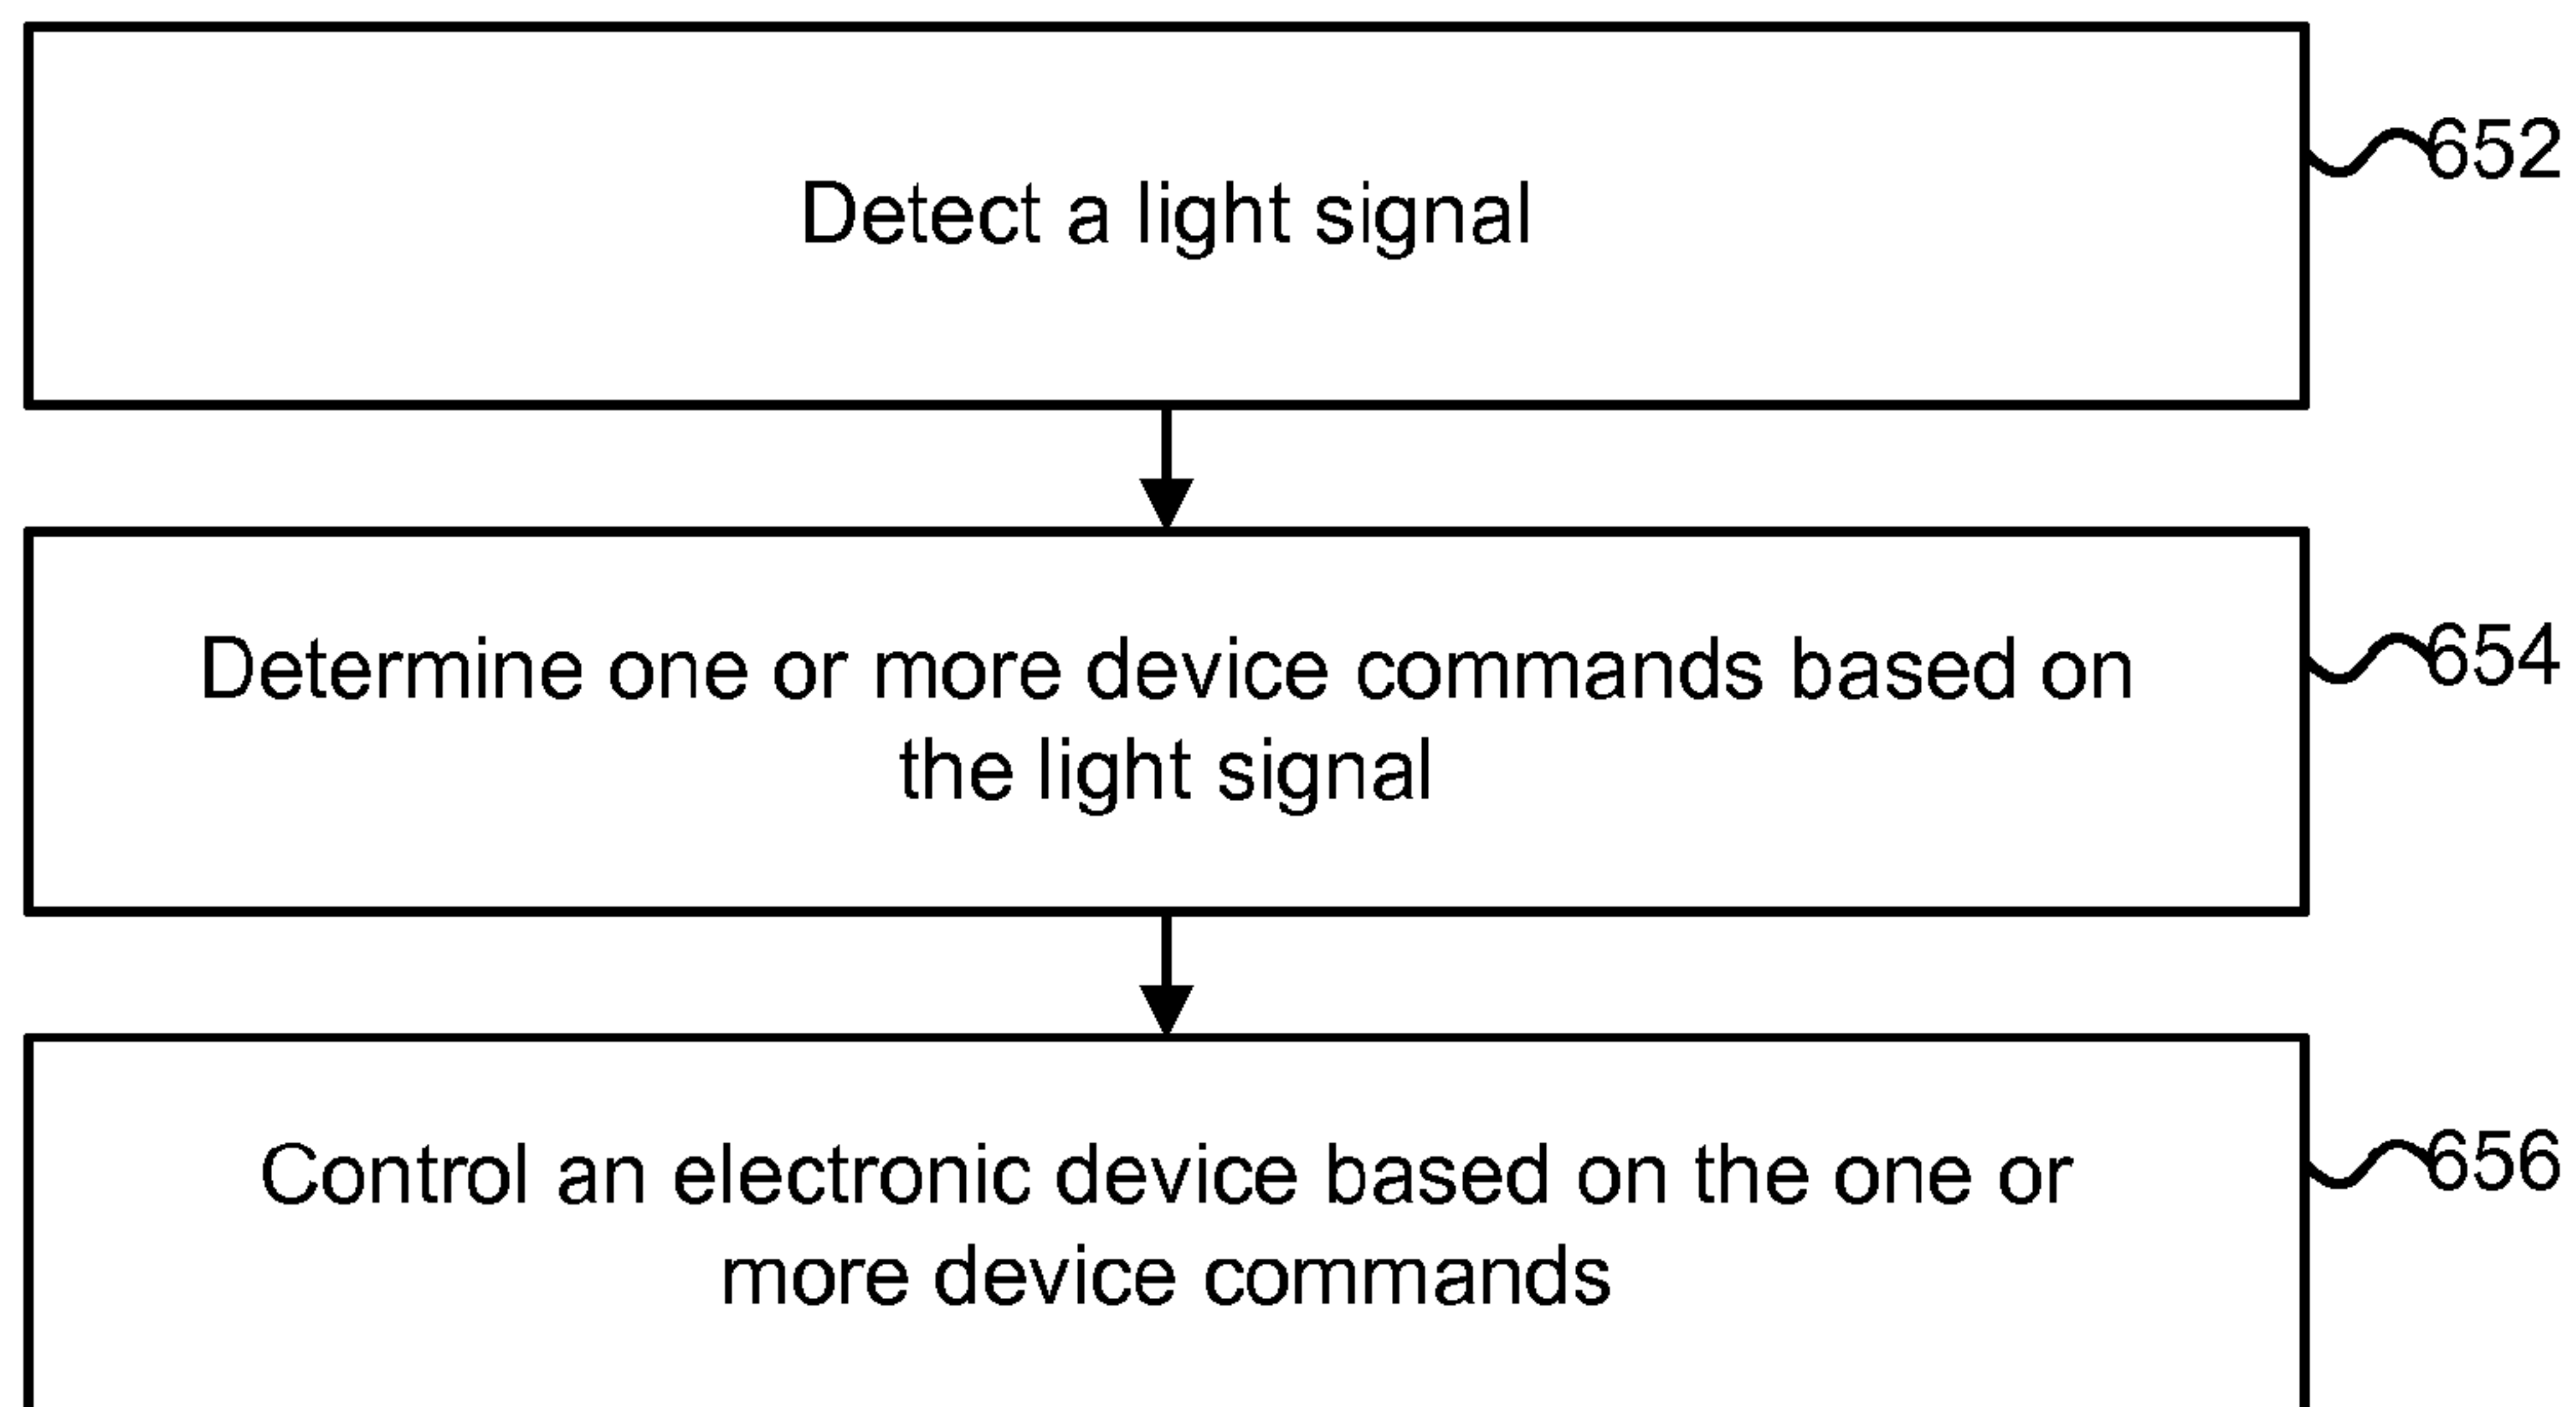 Detect a light signal
652
Determine one or more device commands based on
the light signal
654
Control an electronic device based on the one or
more device commands
656